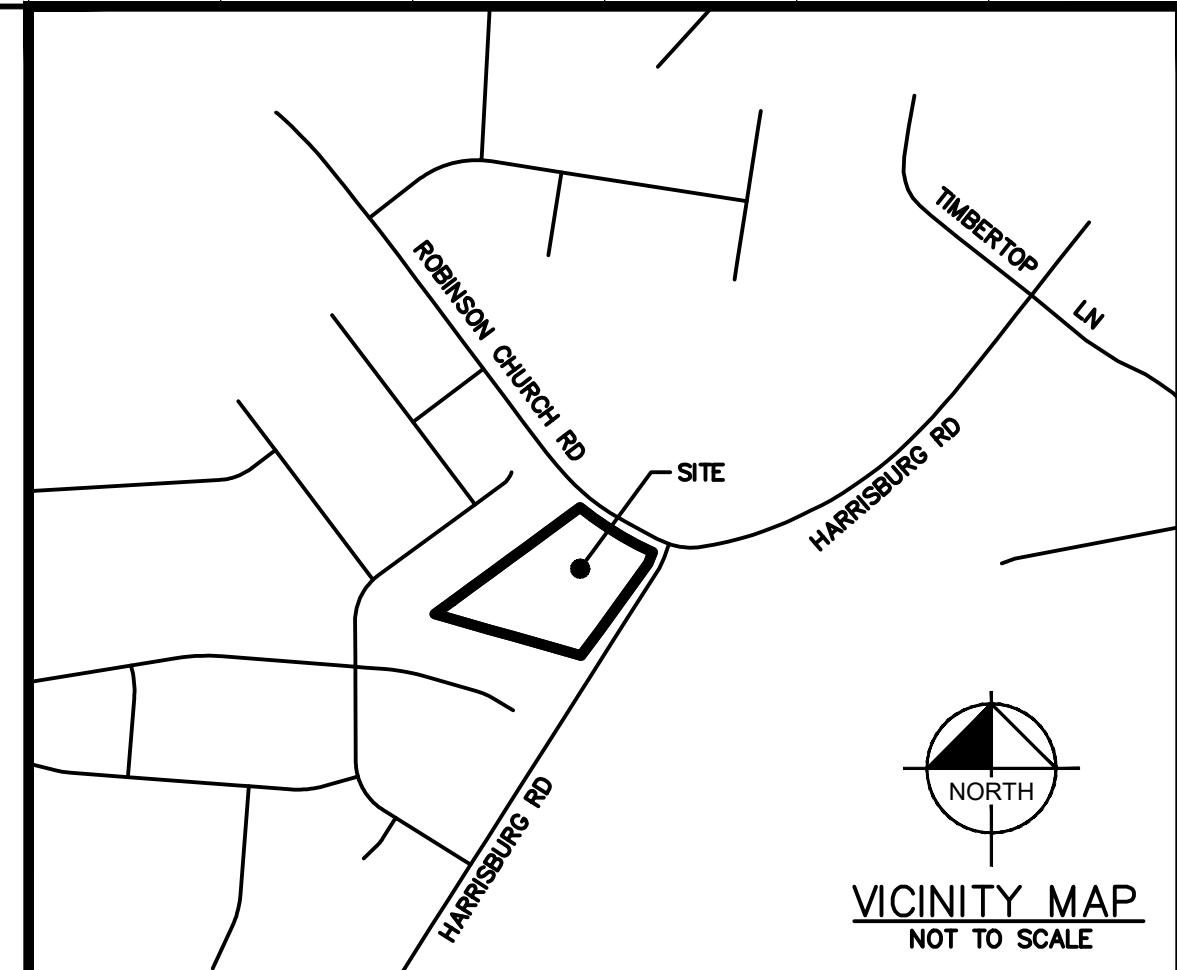 TIMBERTOP LN
ROBINSON CHURCH RD
HARRISBURG RD
SITE
HARRISBURG RD
NORTH
VICINITY MAP
NOT TO SCALE